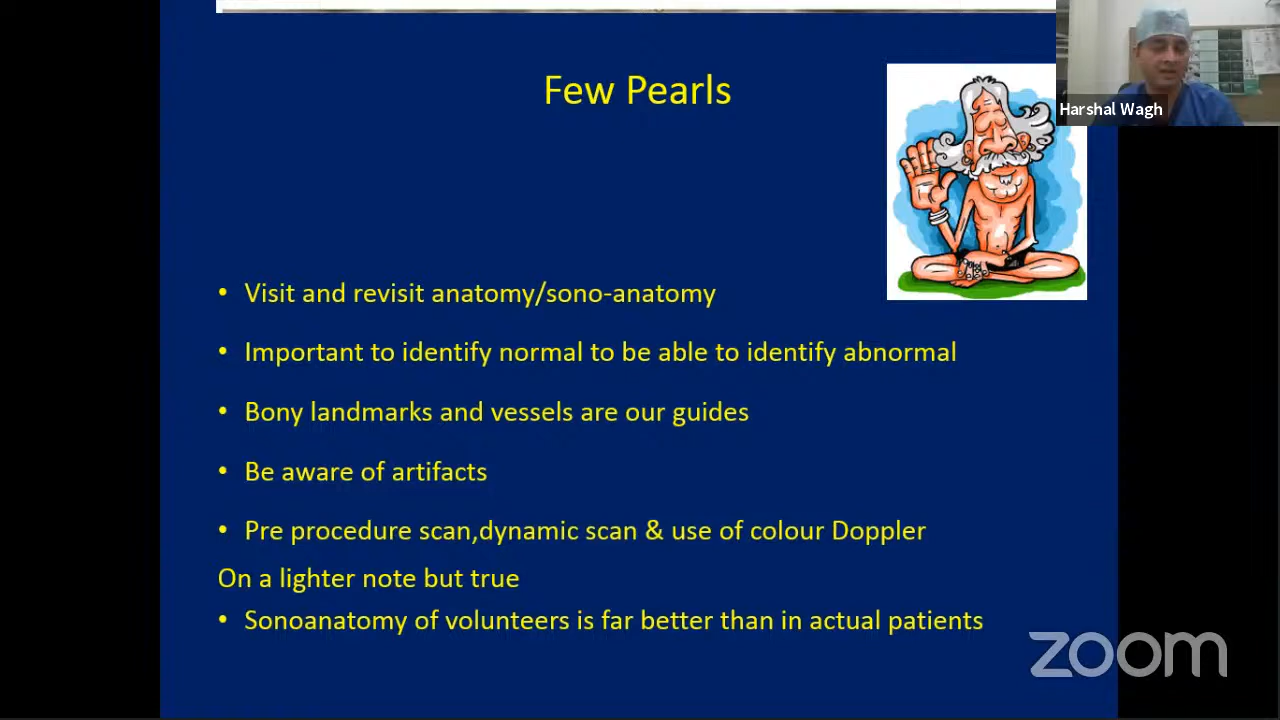 Few Pearls
Harshal Wagh
• Visit and revisit anatomy/sono-anatomy
• Important to identify normal to be able to identify abnormal
• Bony landmarks and vessels are our guides
• Be aware of artifacts
• Pre procedure scan,dynamic scan & use of colour Doppler
On a lighter note but true
• Sonoanatomy of volunteers is far better than in actual patients
zoom